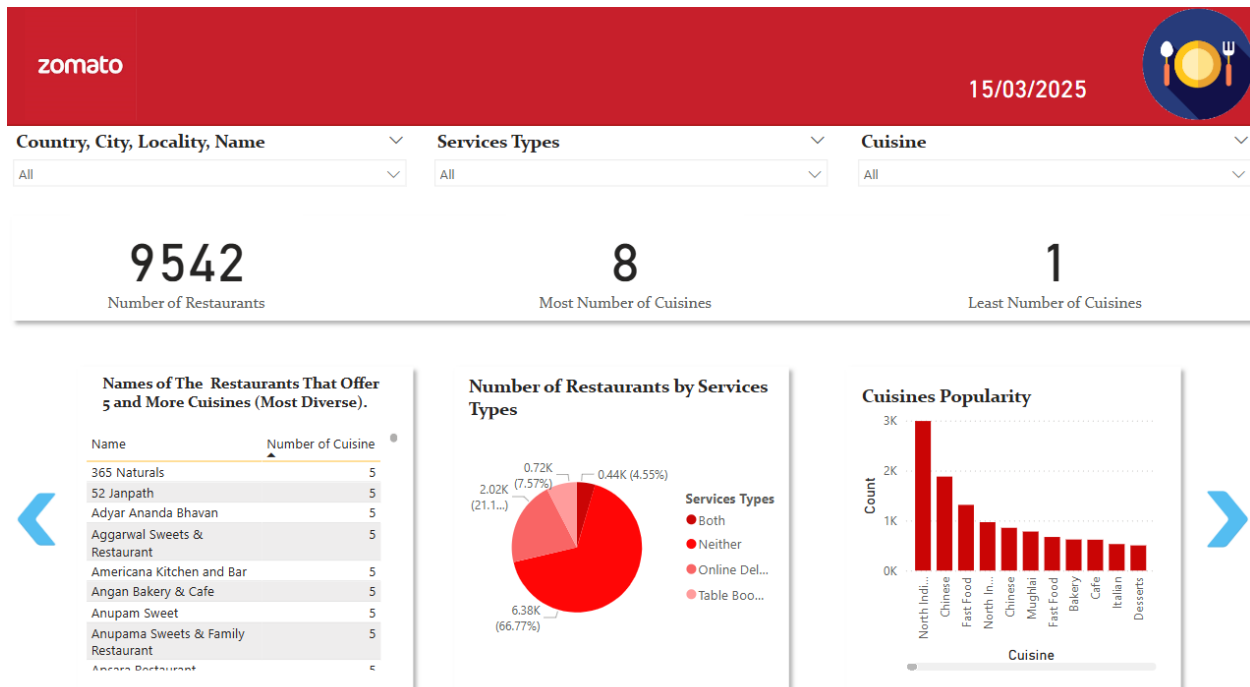 zomato
15/03/2025
Country, City, Locality, Name
All
Services Types
All
Cuisine
All
9542
Number of Restaurants
8
Most Number of Cuisines
1
Least Number of Cuisines
Names of The Restaurants That Offer
5 and More Cuisines (Most Diverse).
Name Number of Cuisine
365 Naturals 5
52 Janpath 5
Adyar Ananda Bhavan 5
Aggarwal Sweets & 5
Restaurant
Americana Kitchen and Bar 5
Angan Bakery & Cafe 5
Anupam Sweet 5
Anupama Sweets & Family 5
Restaurant
Ansara Restaurant 5
Number of Restaurants by Services
Types
0.72K
(7.57%)
0.44K (4.55%)
2.02K
(21.1...)
6.38K
(66.77%)
Services Types
Both
Neither
Online Del...
Table Boo...
Cuisines Popularity
3K
2K
1K
0K
Count
North Indi...
Chinese
Fast Food
North In...
Chinese
Mughlai
Fast Food
Bakery
Cafe
Italian
Desserts
Cuisine